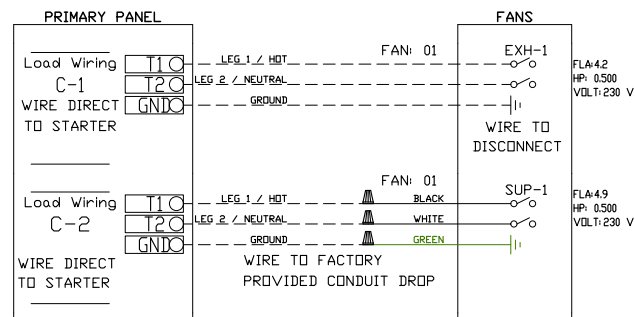 PRIMARY PANEL
FANS
Load Wiring
C-1
WIRE DIRECT
TO STARTER
T1
T2
GND
LEG 1 / HOT
LEG 2 / NEUTRAL
GROUND
FAN: 01
EXH-1
WIRE TO
DISCONNECT
FLA:4.2
HP: 0.500
VOLT: 230 V
Load Wiring
C-2
WIRE DIRECT
TO STARTER
T1
T2
GND
LEG 1 / HOT
LEG 2 / NEUTRAL
GROUND
FAN: 01
BLACK
WHITE
GREEN
WIRE TO FACTORY
PROVIDED CONDUIT DROP
SUP-1
FLA:4.9
HP: 0.500
VOLT: 230 V